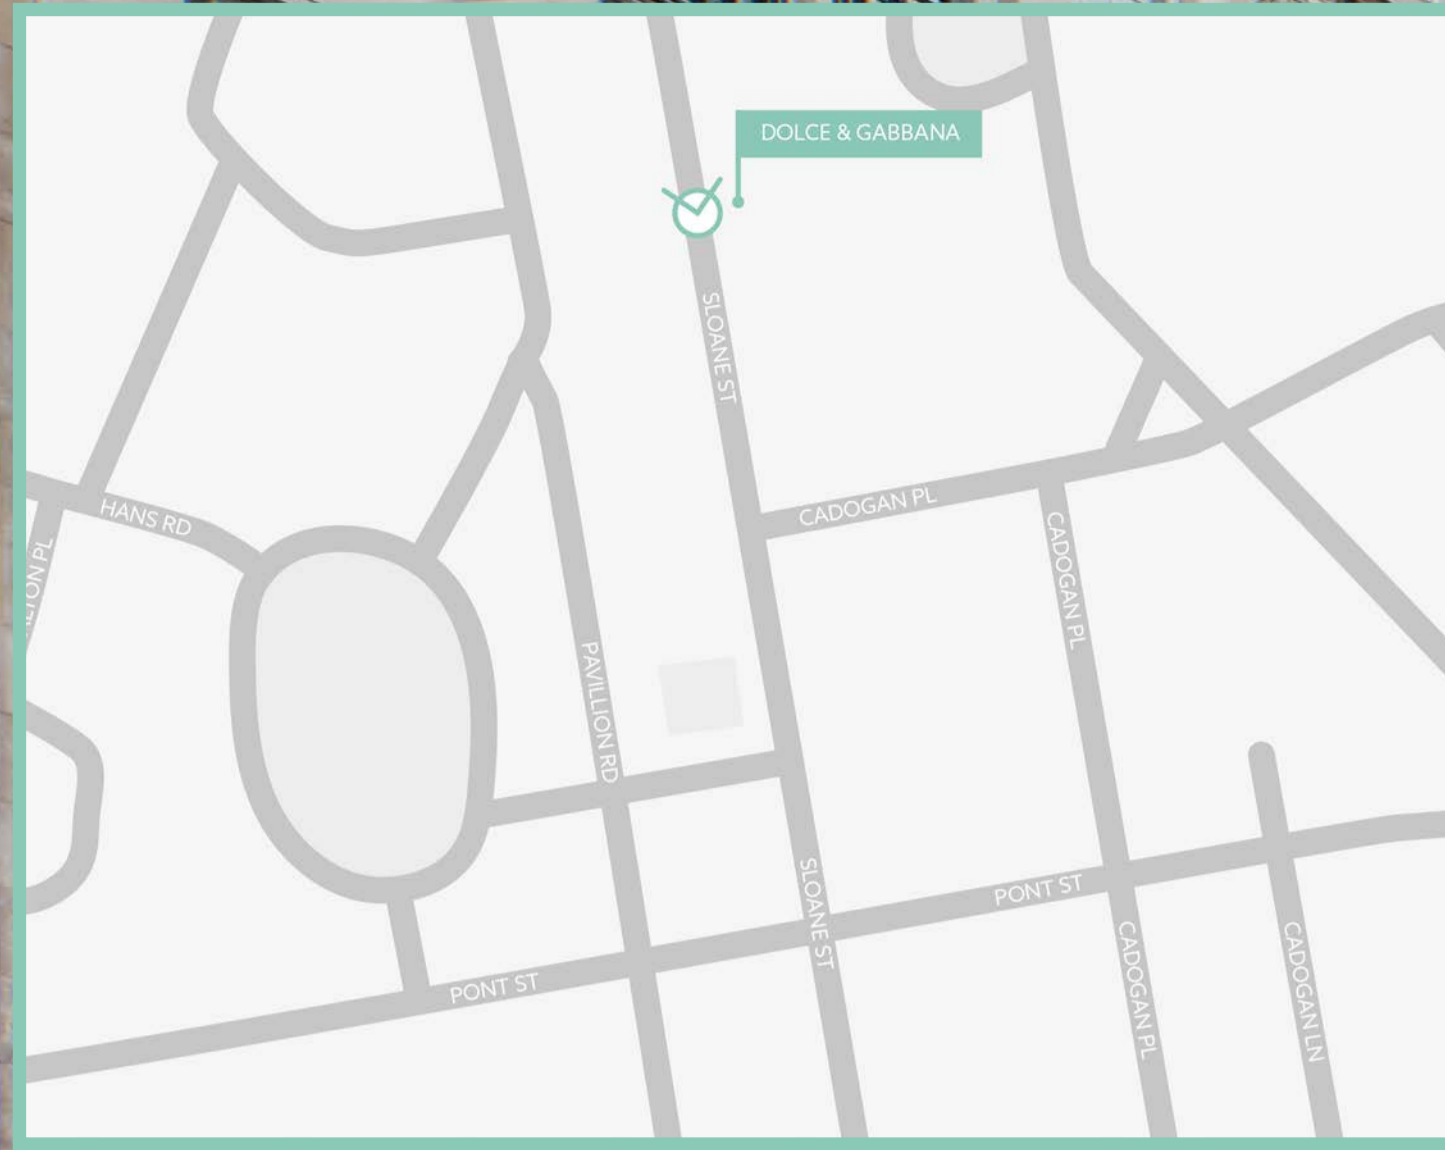 DOLCE & GABBANA
SLOANE ST
CADOGAN PL
HANS RD
CADOGAN PL
PAVILLION RD
SLOANE ST
PONT ST
PONT ST
CADOGAN PL
CADOGAN LN